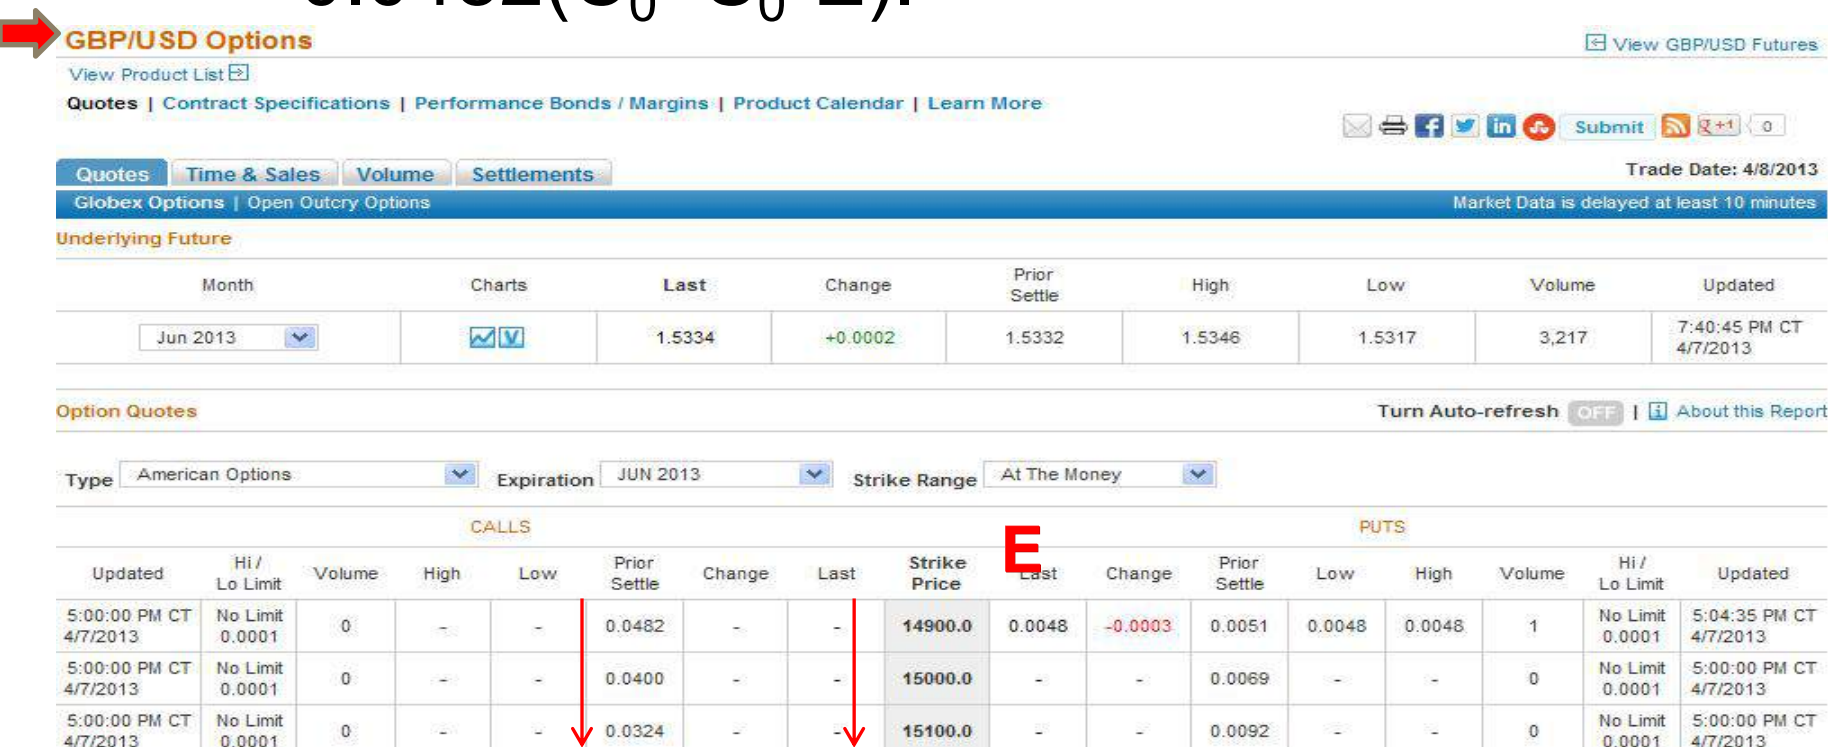 GBP/USD Options
View GBP/USD Futures
View Product List
Quotes | Contract Specifications | Performance Bonds / Margins | Product Calendar | Learn More
Submit +1 0
Trade Date: 4/8/2013
Quotes Time & Sales Volume Settlements
Globex Options | Open Outcry Options Market Data is delayed at least 10 minutes
Underlying Future
Month Charts Last Change Prior Settle High Low Volume Updated
Jun 2013 1.5334 +0.0002 1.5332 1.5346 1.5317 3,217 7:40:45 PM CT 4/7/2013
Option Quotes Turn Auto-refresh OFF | About this Report
Type American Options Expiration JUN 2013 Strike Range At The Money
CALLS E PUTS
Updated Hi / Lo Limit Volume High Low Prior Settle Change Last Strike Price Last Change Prior Settle Low High Volume Hi / Lo Limit Updated
5:00:00 PM CT 4/7/2013 No Limit 0.0001 0 - - 0.0482 - - 14900.0 0.0048 -0.0003 0.0051 0.0048 0.0048 1 No Limit 0.0001 5:04:35 PM CT 4/7/2013
5:00:00 PM CT 4/7/2013 No Limit 0.0001 0 - - 0.0400 - - 15000.0 - - 0.0069 - - 0 No Limit 0.0001 5:00:00 PM CT 4/7/2013
5:00:00 PM CT 4/7/2013 No Limit 0.0001 0 - - 0.0324 - - 15100.0 - - 0.0092 - - 0 No Limit 0.0001 5:00:00 PM CT 4/7/2013